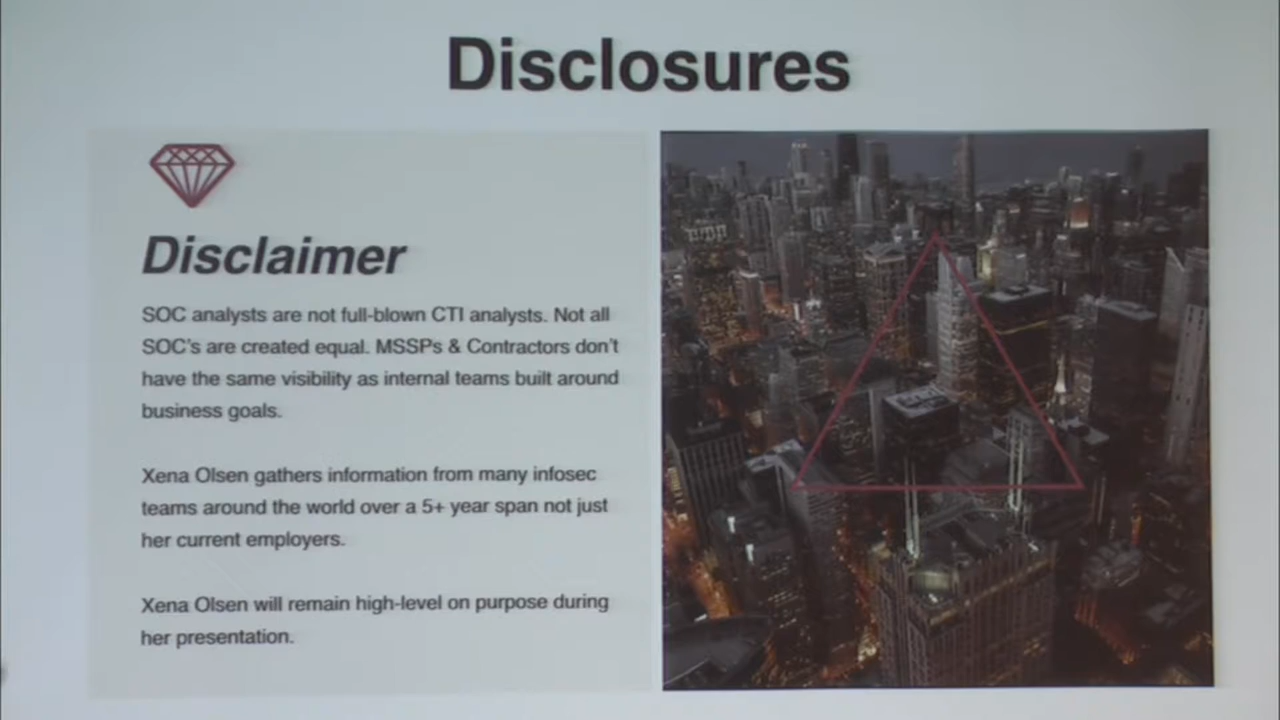 Disclosures
Disclaimer
SOC analysts are not full-blown CTI analysts. Not all
SOC's are created equal. MSSPs & Contractors don't
have the same visibility as internal teams built around
business goals.
Xena Olsen gathers information from many infosec
teams around the world over a 5+ year span not just
her current employers.
Xena Olsen will remain high-level on purpose during
her presentation.